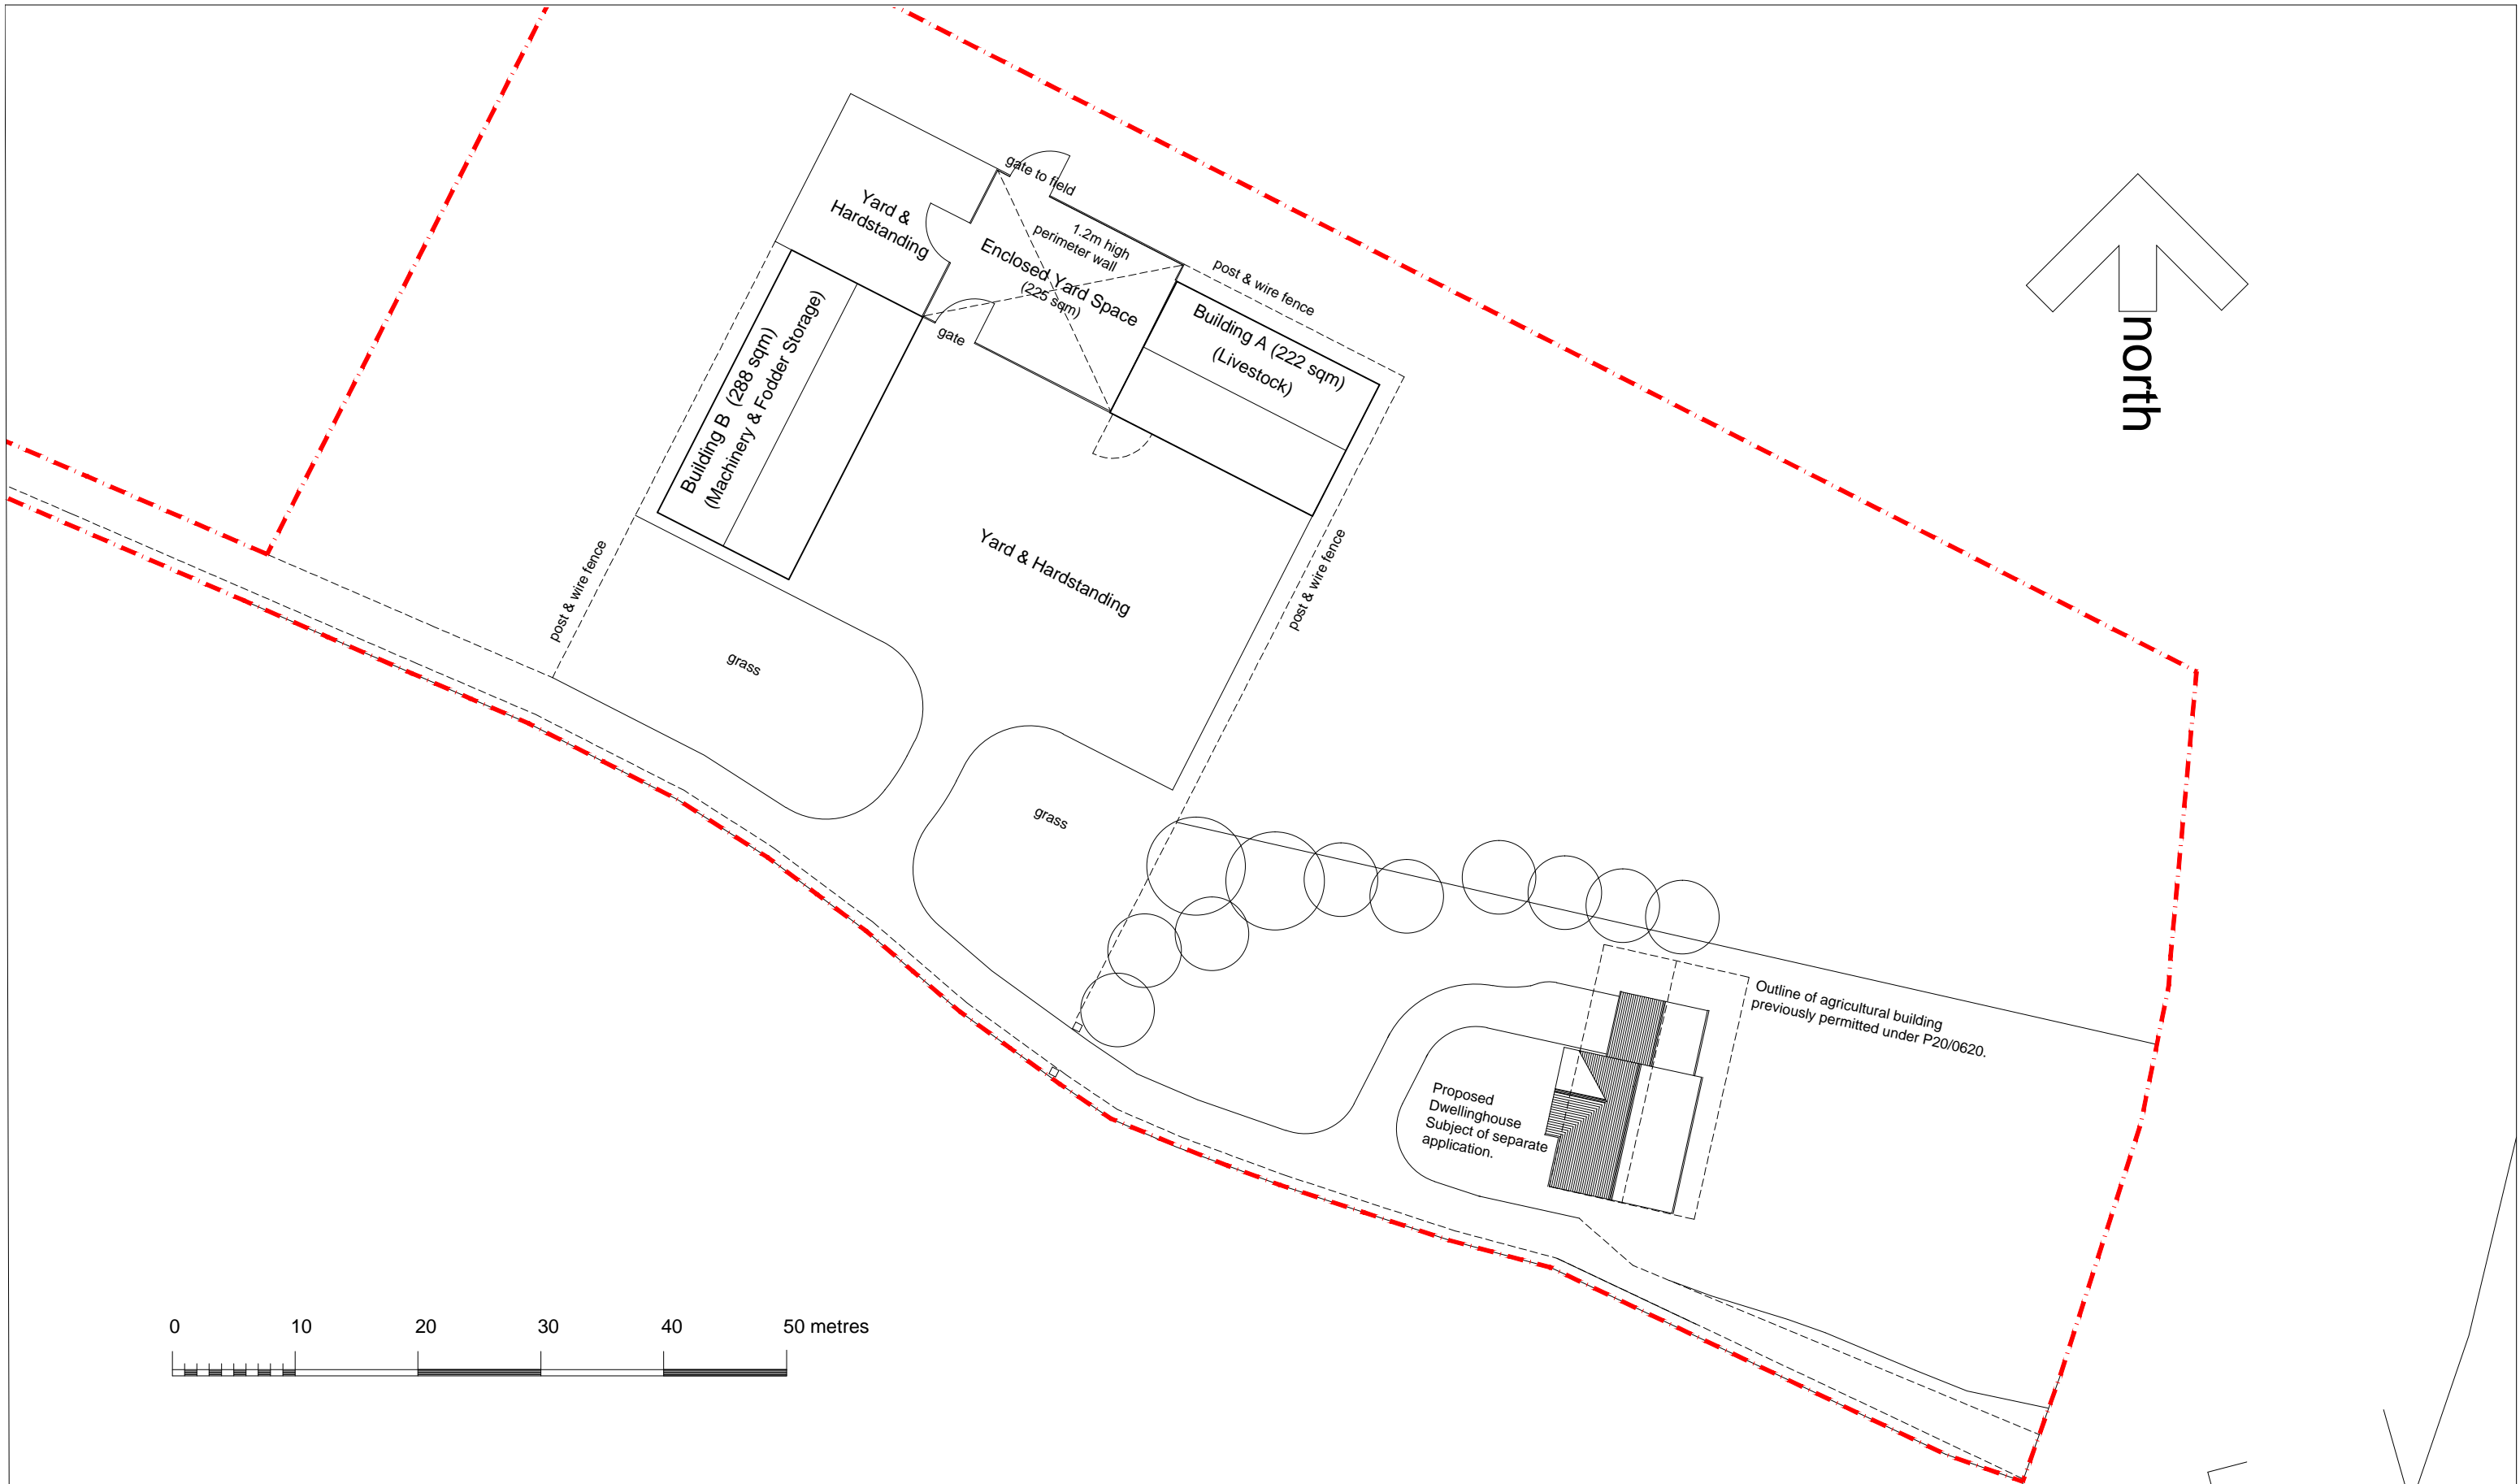 gate to field
Yard &
Hardstanding
1.2m high
perimeter wall
Enclosed Yard Space
(225 sqm)
post & wire fence
gate
Building A (222 sqm)
(Livestock)
Building B  (288 sqm)
(Machinery & Fodder Storage)
north
Yard & Hardstanding
post & wire fence
post & wire fence
grass
grass
Outline of agricultural building
previously permitted under P20/0620.
Proposed
Dwellinghouse
Subject of separate
application.
0 10 20 30 40 50 metres